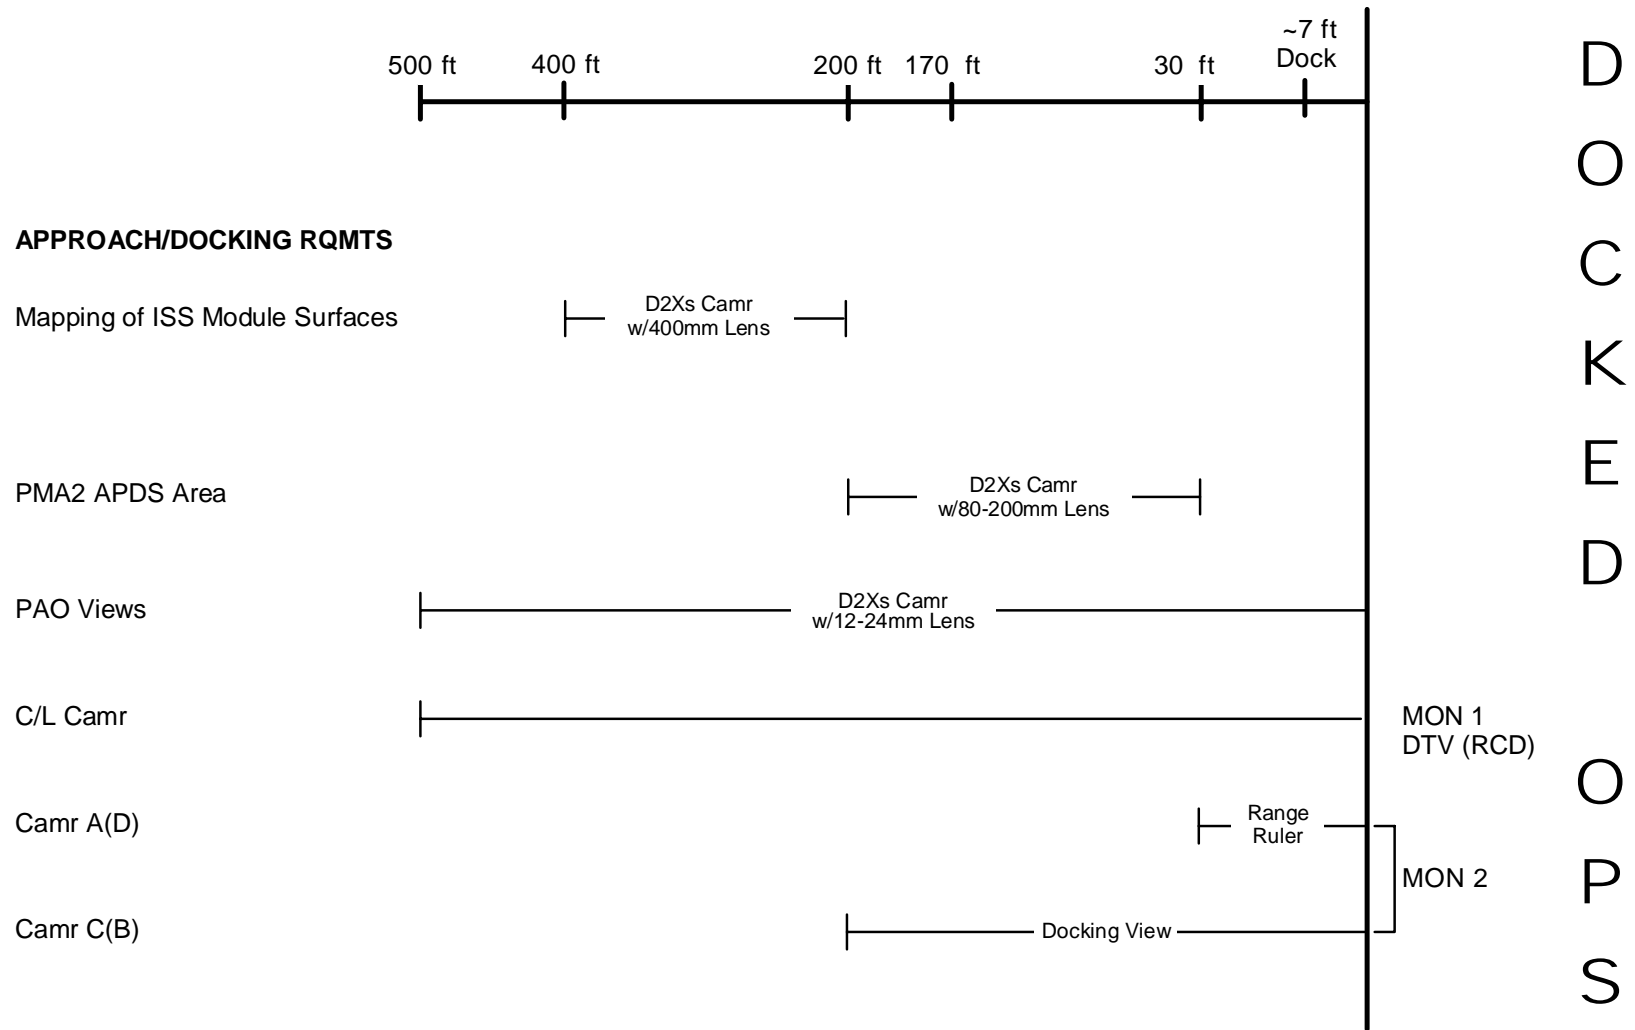 ~7 ft
Dock
500 ft
400 ft
200 ft
170 ft
30 ft
APPROACH/DOCKING RQMTS
Mapping of ISS Module Surfaces
D2Xs Camr
w/400mm Lens
PMA2 APDS Area
D2Xs Camr
w/80-200mm Lens
PAO Views
D2Xs Camr
w/12-24mm Lens
C/L Camr
MON 1
DTV (RCD)
Camr A(D)
Range
Ruler
MON 2
Camr C(B)
Docking View
D
O
C
K
E
D
O
P
S